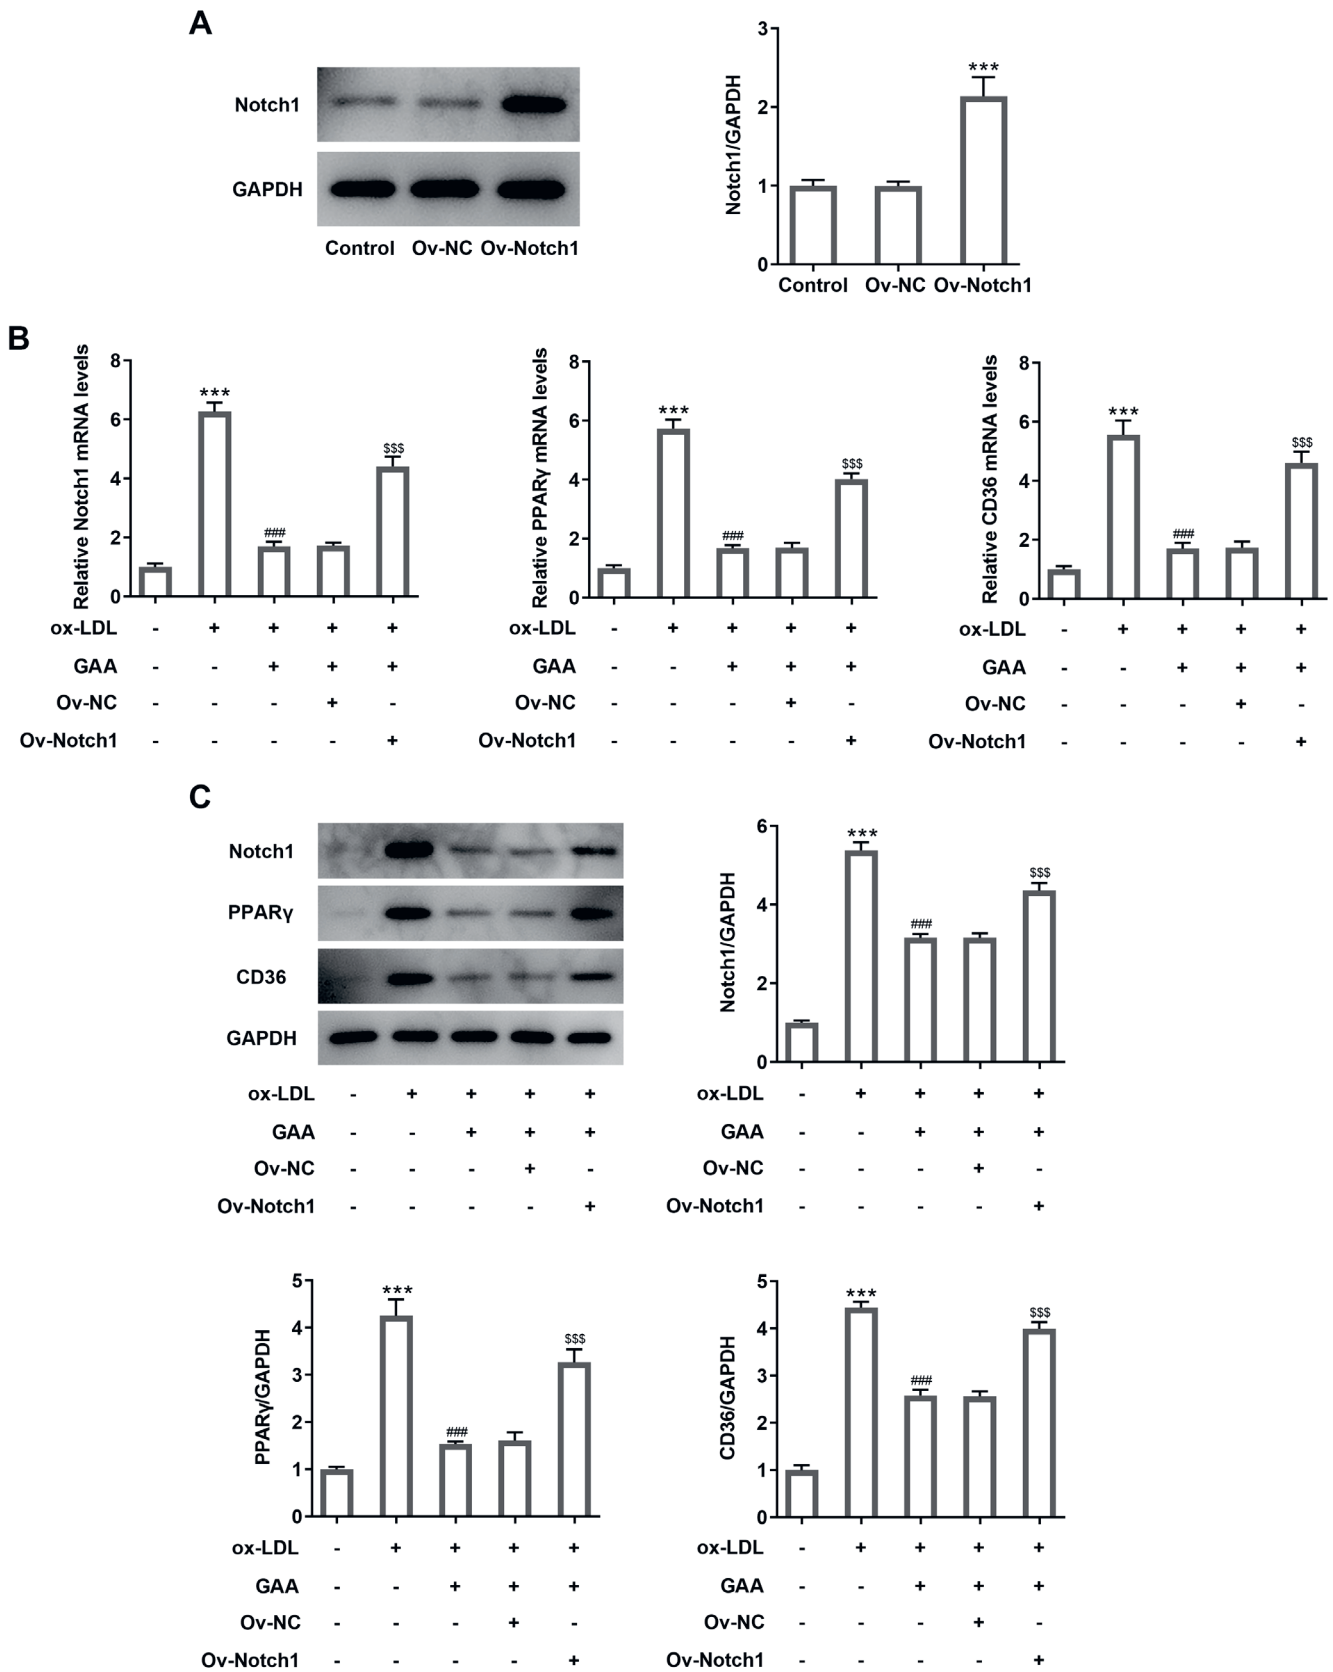 A
Notch1
GAPDH
Control Ov-NC Ov-Notch1
Notch1/GAPDH
3
2
1
0
***
Control Ov-NC Ov-Notch1
B
Relative Notch1 mRNA levels
8
6
4
2
0
***
###
$$$
ox-LDL - + + + +
GAA - - + + +
Ov-NC - - - + -
Ov-Notch1 - - - - +
Relative PPARγ mRNA levels
8
6
4
2
0
***
###
$$$
ox-LDL - + + + +
GAA - - + + +
Ov-NC - - - + -
Ov-Notch1 - - - - +
Relative CD36 mRNA levels
8
6
4
2
0
***
###
$$$
ox-LDL - + + + +
GAA - - + + +
Ov-NC - - - + -
Ov-Notch1 - - - - +
C
Notch1
PPARγ
CD36
GAPDH
ox-LDL - + + + +
GAA - - + + +
Ov-NC - - - + -
Ov-Notch1 - - - - +
Notch1/GAPDH
6
4
2
0
***
###
$$$
ox-LDL - + + + +
GAA - - + + +
Ov-NC - - - + -
Ov-Notch1 - - - - +
PPARγ/GAPDH
5
4
3
2
1
0
***
###
$$$
ox-LDL - + + + +
GAA - - + + +
Ov-NC - - - + -
Ov-Notch1 - - - - +
CD36/GAPDH
5
4
3
2
1
0
***
###
$$$
ox-LDL - + + + +
GAA - - + + +
Ov-NC - - - + -
Ov-Notch1 - - - - +